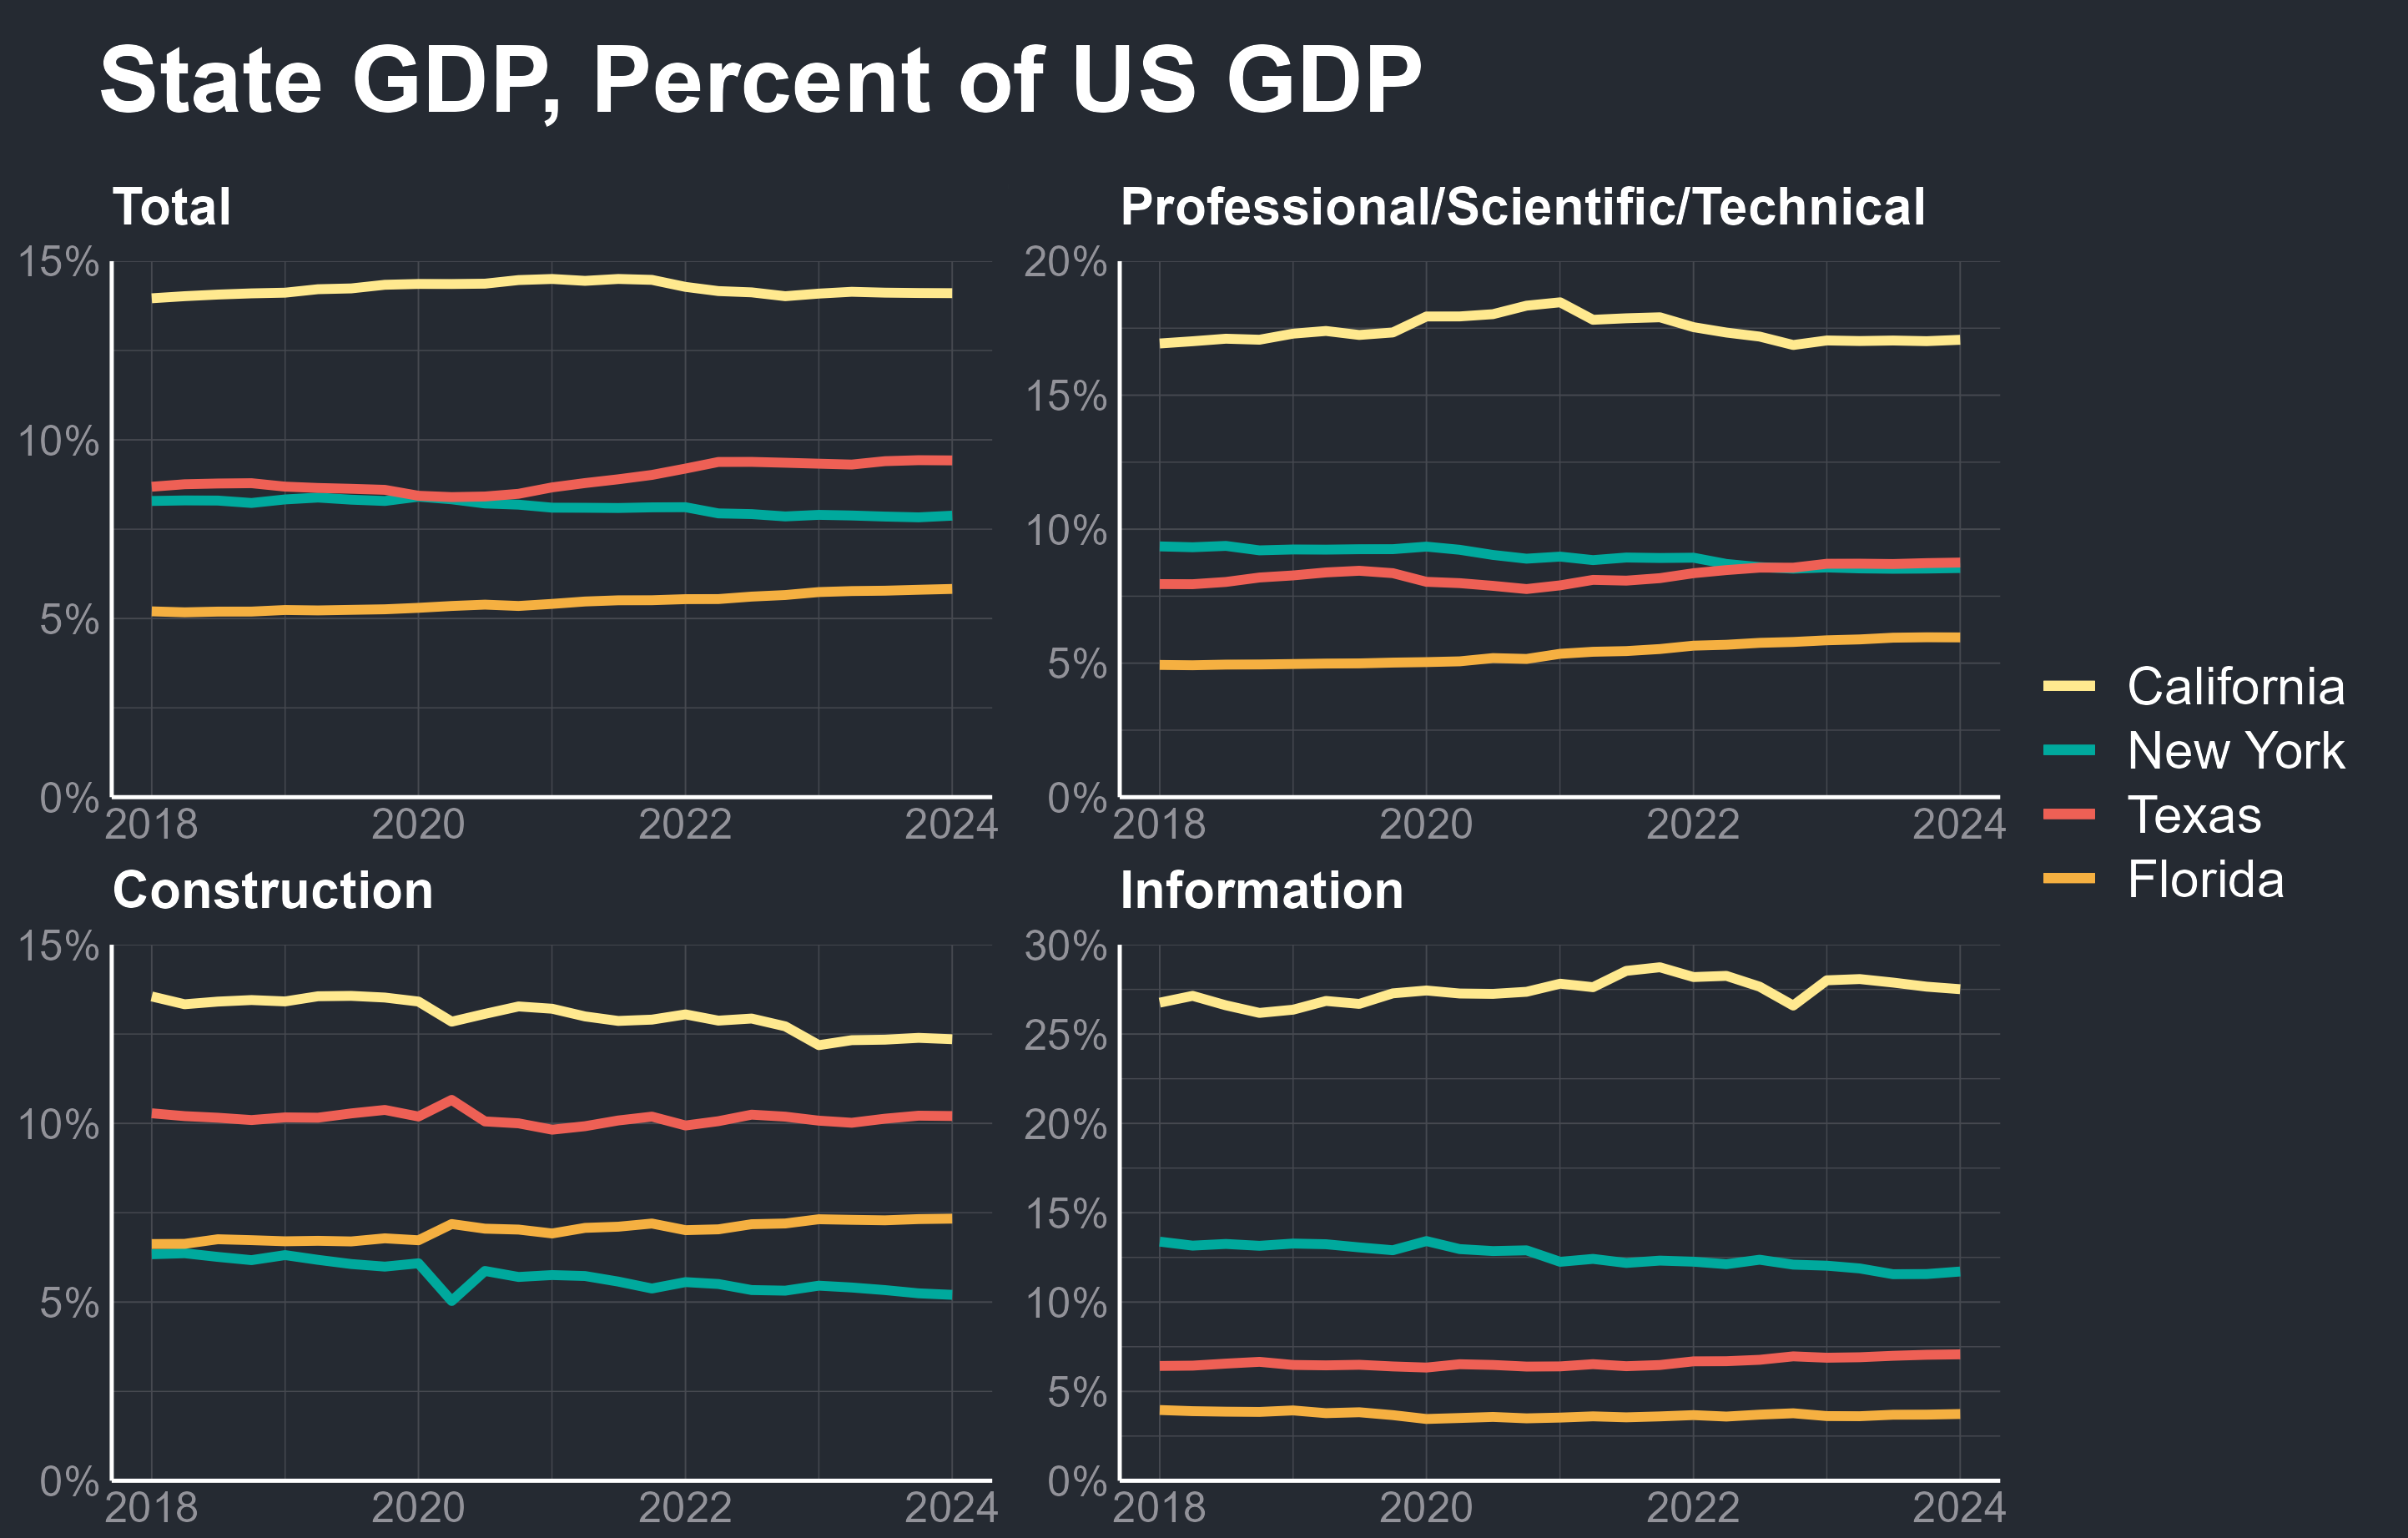 State GDP, Percent of US GDP
Total
15%
10%
5%
0%
2018 2020 2022 2024
Professional/Scientific/Technical
20%
15%
10%
5%
0%
2018 2020 2022 2024
Construction
15%
10%
5%
0%
2018 2020 2022 2024
Information
30%
25%
20%
15%
10%
5%
0%
2018 2020 2022 2024
California
New York
Texas
Florida